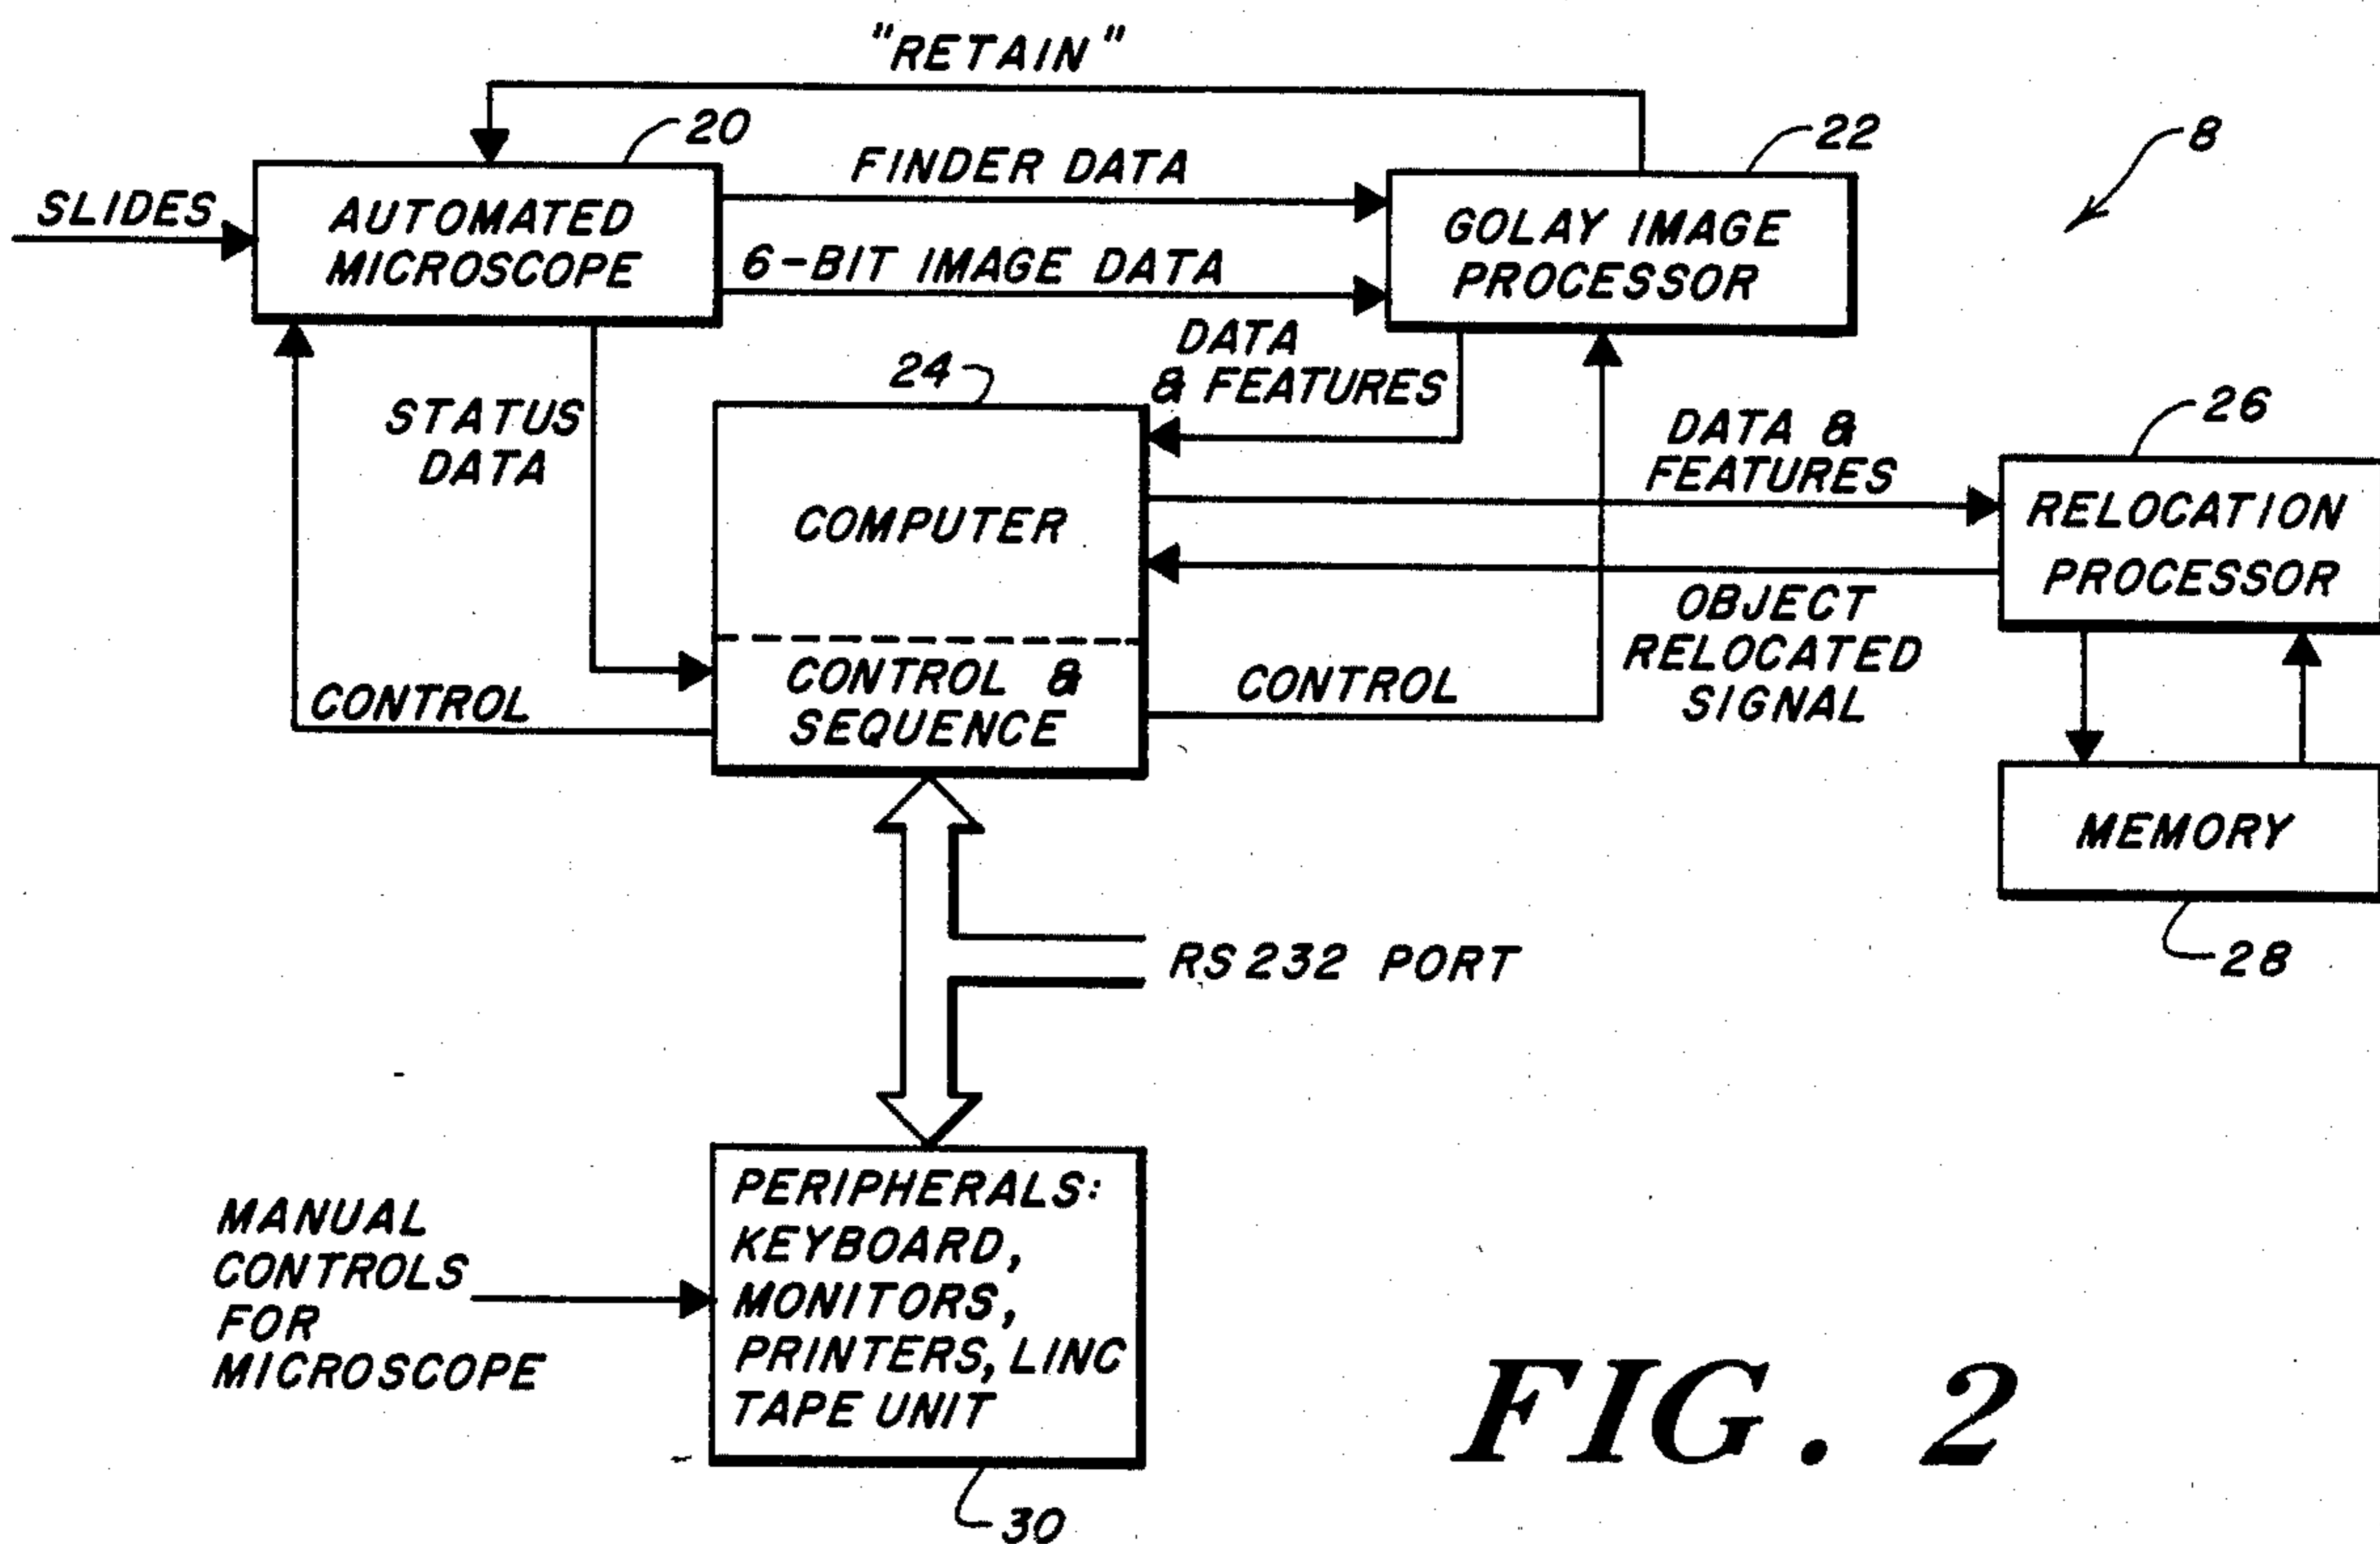 "RETAIN"
20
22
8
SLIDES
AUTOMATED
MICROSCOPE
FINDER DATA
6-BIT IMAGE DATA
GOLAY IMAGE
PROCESSOR
DATA
& FEATURES
24
STATUS
DATA
DATA &
FEATURES
26
COMPUTER
RELOCATION
PROCESSOR
OBJECT
RELOCATED
SIGNAL
CONTROL
CONTROL &
SEQUENCE
CONTROL
MEMORY
28
RS232 PORT
MANUAL
CONTROLS
FOR
MICROSCOPE
PERIPHERALS:
KEYBOARD,
MONITORS,
PRINTERS, LINC
TAPE UNIT
30
FIG. 2